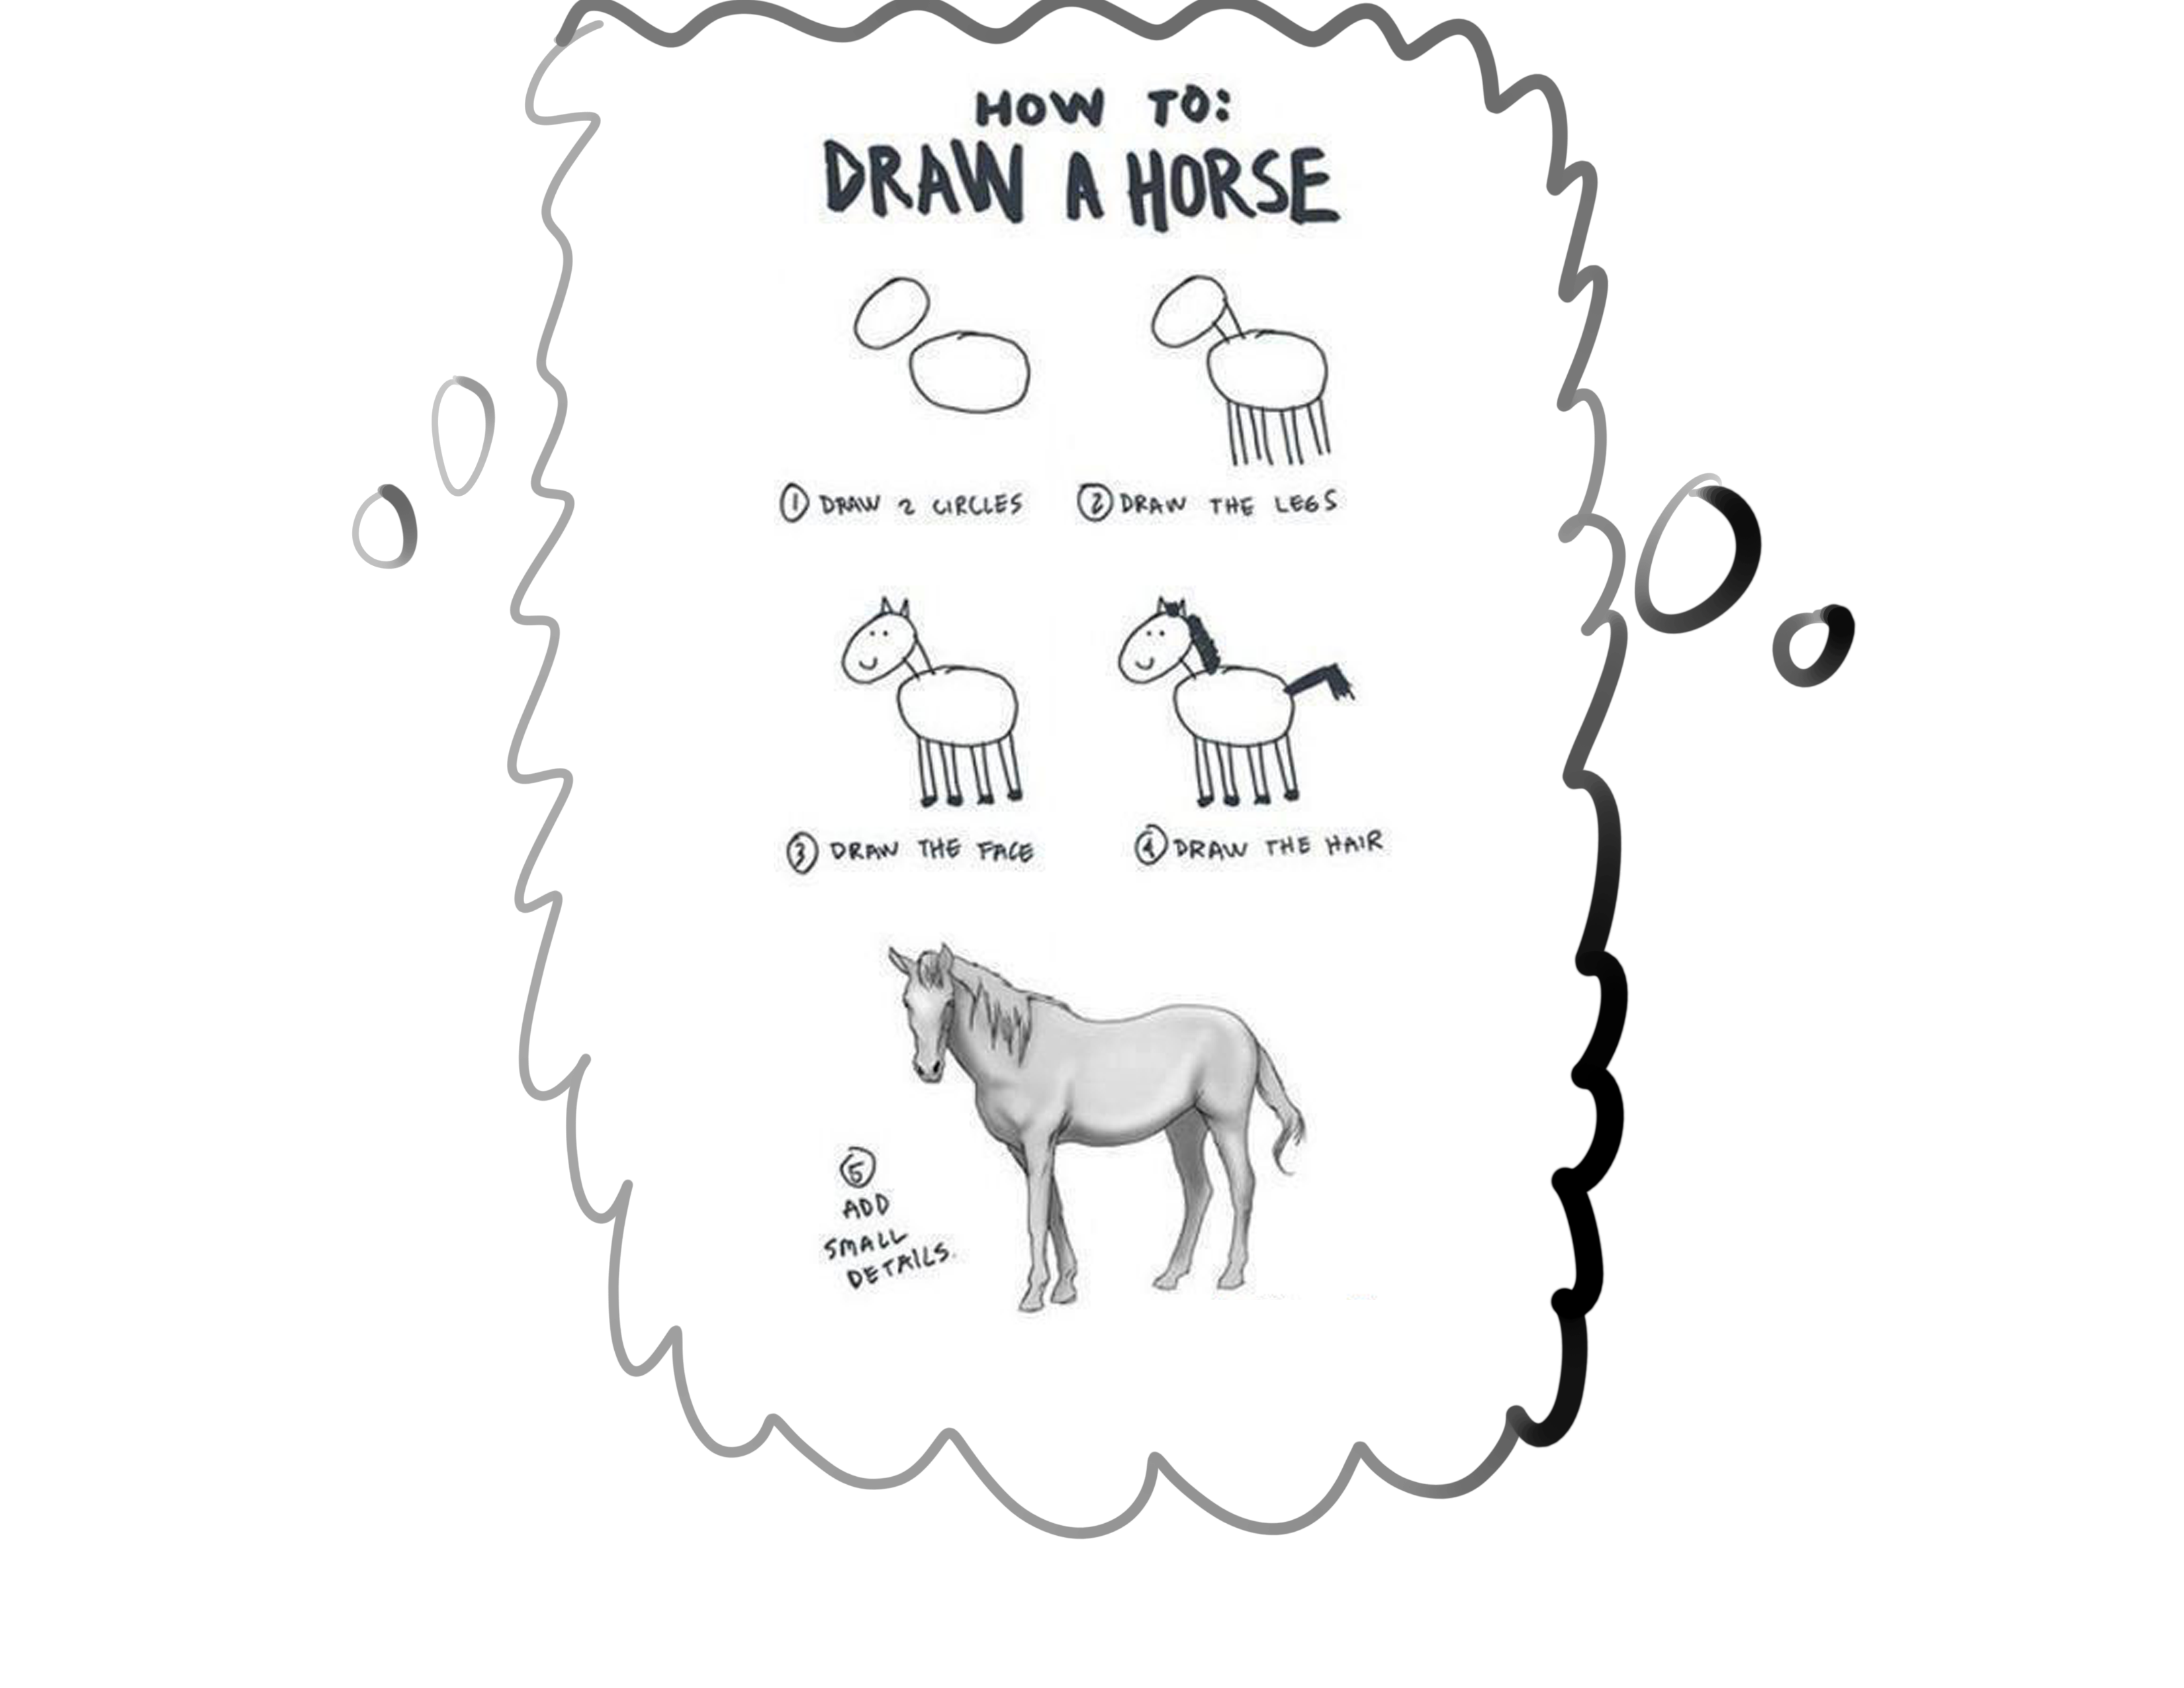 HOW TO:
DRAW A HORSE
① DRAW 2 CIRCLES
② DRAW THE LEGS
③ DRAW THE FACE
④ DRAW THE HAIR
⑤
ADD
SMALL
DETAILS.